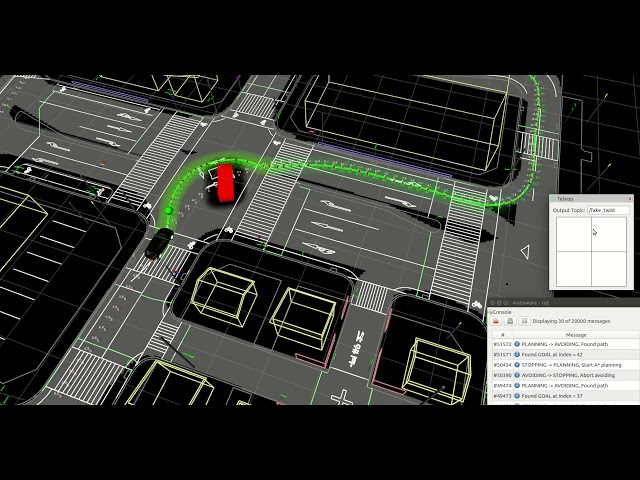 Teleop
Output Topic: /fake_twist
Autoware - rqt
Console
Displaying 30 of 20000 messages
# Message
#51572 PLANNING -> AVOIDING, Found path
#51571 Found GOAL at index = 42
#50434 STOPPING -> PLANNING, Start A* planning
#50390 AVOIDING -> STOPPING, Abort avoiding
#49474 PLANNING -> AVOIDING, Found path
#49473 Found GOAL at index = 37